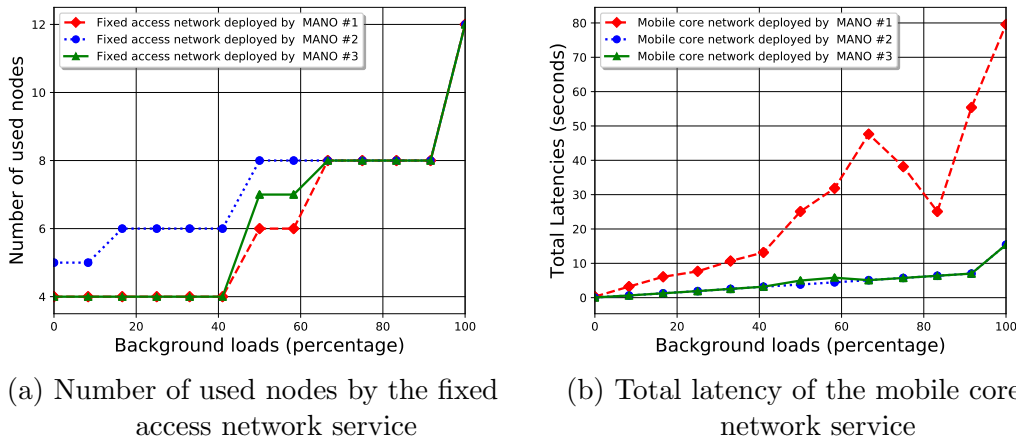 Fixed access network deployed by MANO #1
Fixed access network deployed by MANO #2
Fixed access network deployed by MANO #3
12
10
8
6
4
Number of used nodes
0 20 40 60 80 100
Background loads (percentage)
(a) Number of used nodes by the fixed
access network service
Mobile core network deployed by MANO #1
Mobile core network deployed by MANO #2
Mobile core network deployed by MANO #3
80
70
60
50
40
30
20
10
0
Total Latencies (seconds)
0 20 40 60 80 100
Background loads (percentage)
(b) Total latency of the mobile core
network service